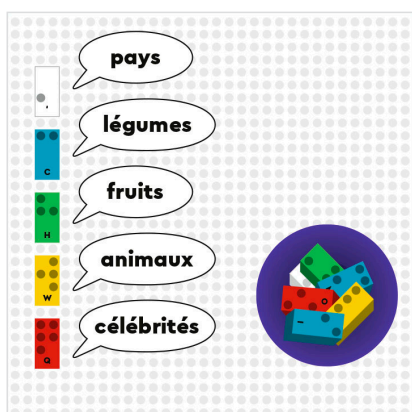 pays
,
légumes
C
fruits
H
animaux
W
célébrités
Q
O
I